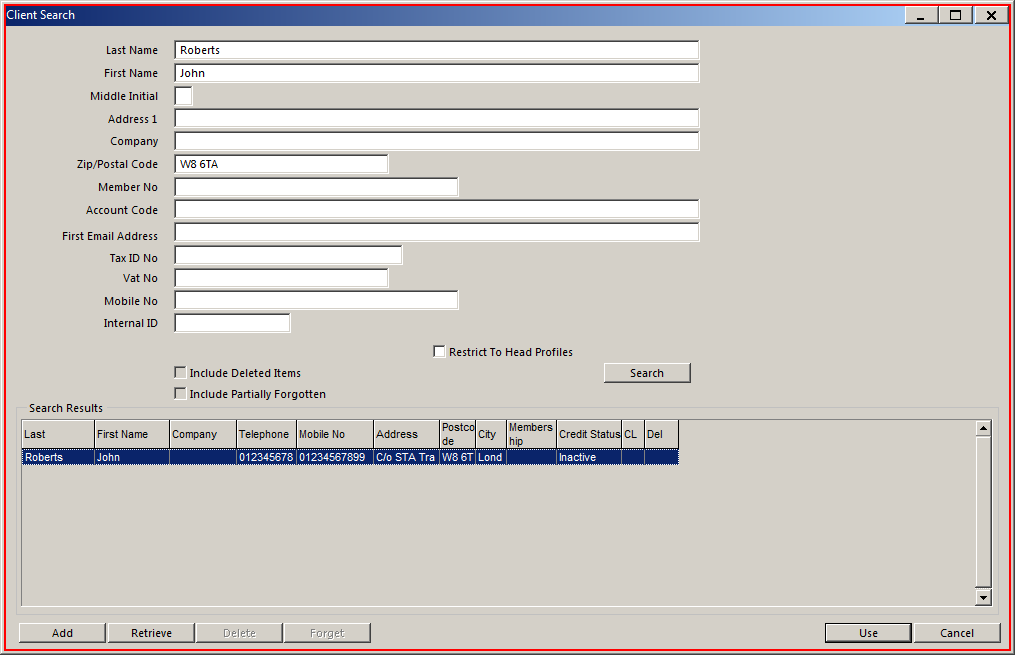 Client Search
Last Name Roberts
First Name John
Middle Initial
Address 1
Company
Zip/Postal Code W8 6TA
Member No
Account Code
First Email Address
Tax ID No
Vat No
Mobile No
Internal ID
Restrict To Head Profiles
Include Deleted Items Search
Include Partially Forgotten
Search Results
Last First Name Company Telephone Mobile No Address Postco de City Members hip Credit Status CL Del
Roberts John 012345678 01234567899 C/o STA Tra W8 6T Lond Inactive
Add Retrieve Delete Forget Use Cancel